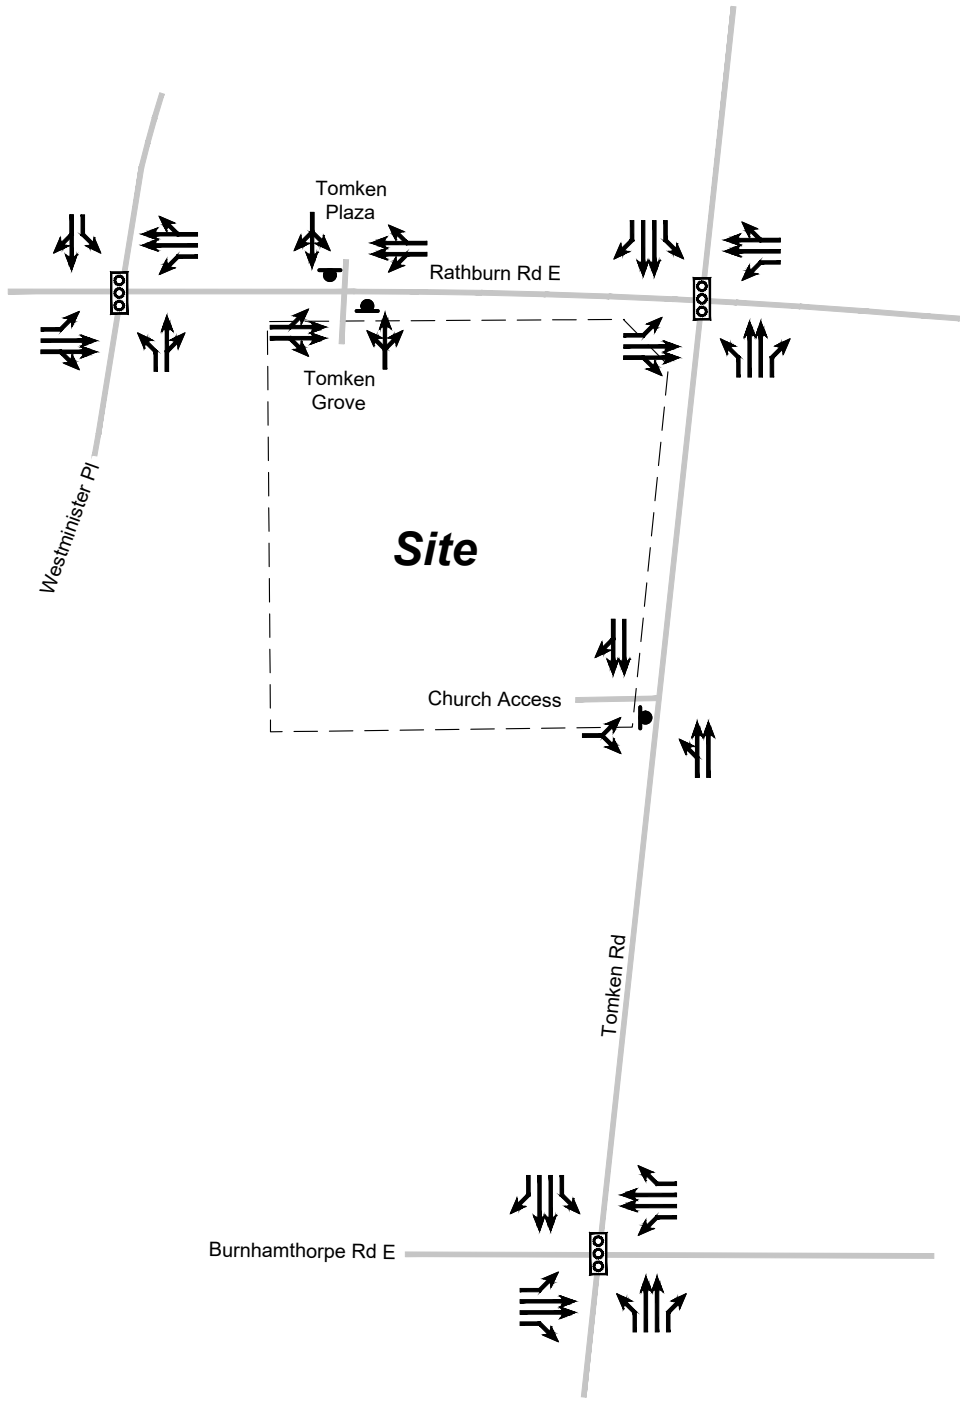 Tomken
Plaza
Rathburn Rd E
Tomken
Grove
Westminister Pl
Site
Church Access
Tomken Rd
Burnhamthorpe Rd E